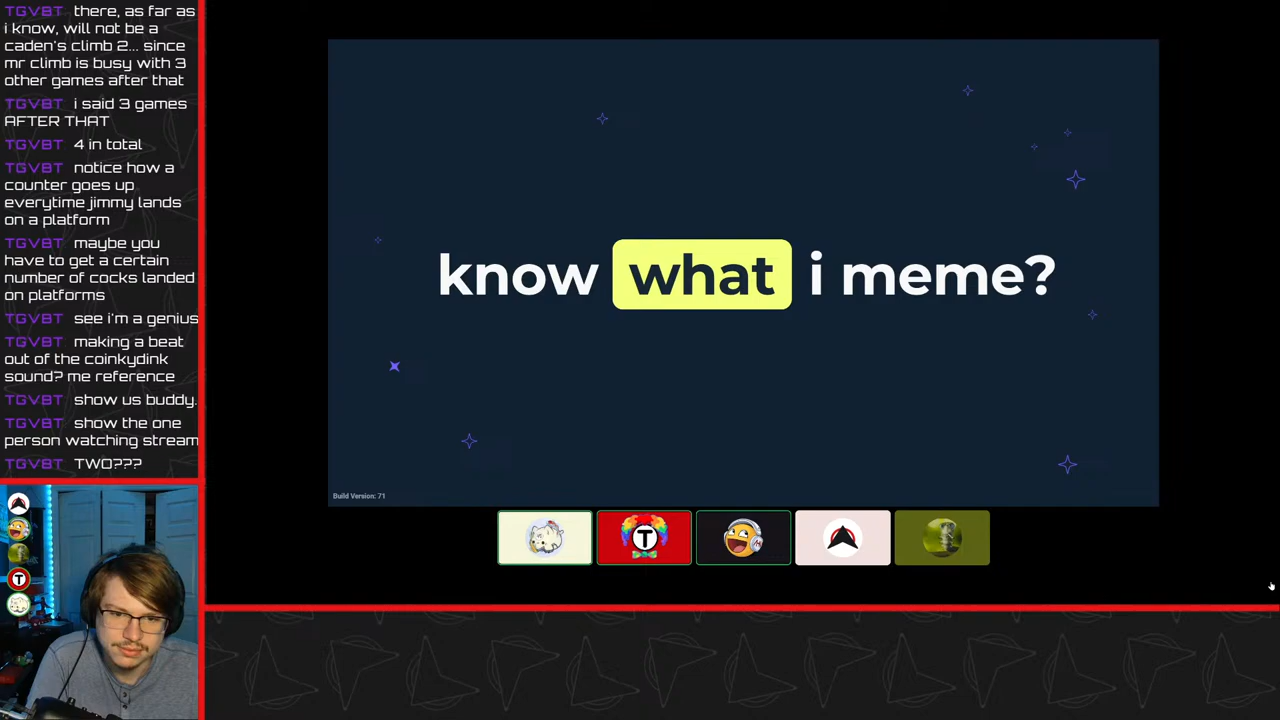 TGVBT there, as far as
i know, will not be a
caden's climb 2... since
mr climb is busy with 3
other games after that
TGVBT i said 3 games
AFTER THAT
TGVBT 4 in total
TGVBT notice how a
counter goes up
everytime jimmy lands
on a platform
TGVBT maybe you
have to get a certain
number of cocks landed
on platforms
TGVBT see i'm a genius
TGVBT making a beat
out of the coinkydink
sound? me reference
TGVBT show us buddy.
TGVBT show the one
person watching stream
TGVBT TWO???
know what i meme?
Build Version: 71
T
T